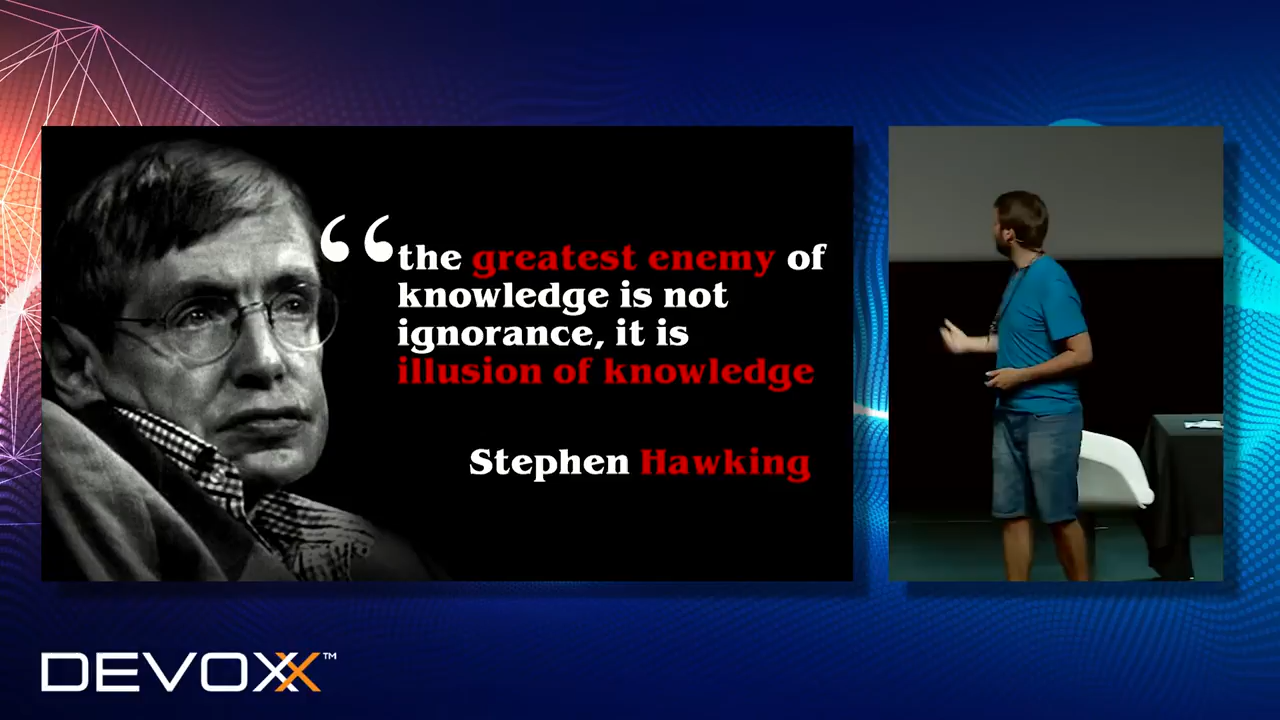 “the greatest enemy of
knowledge is not
ignorance, it is
illusion of knowledge
Stephen Hawking
DEVOXX™